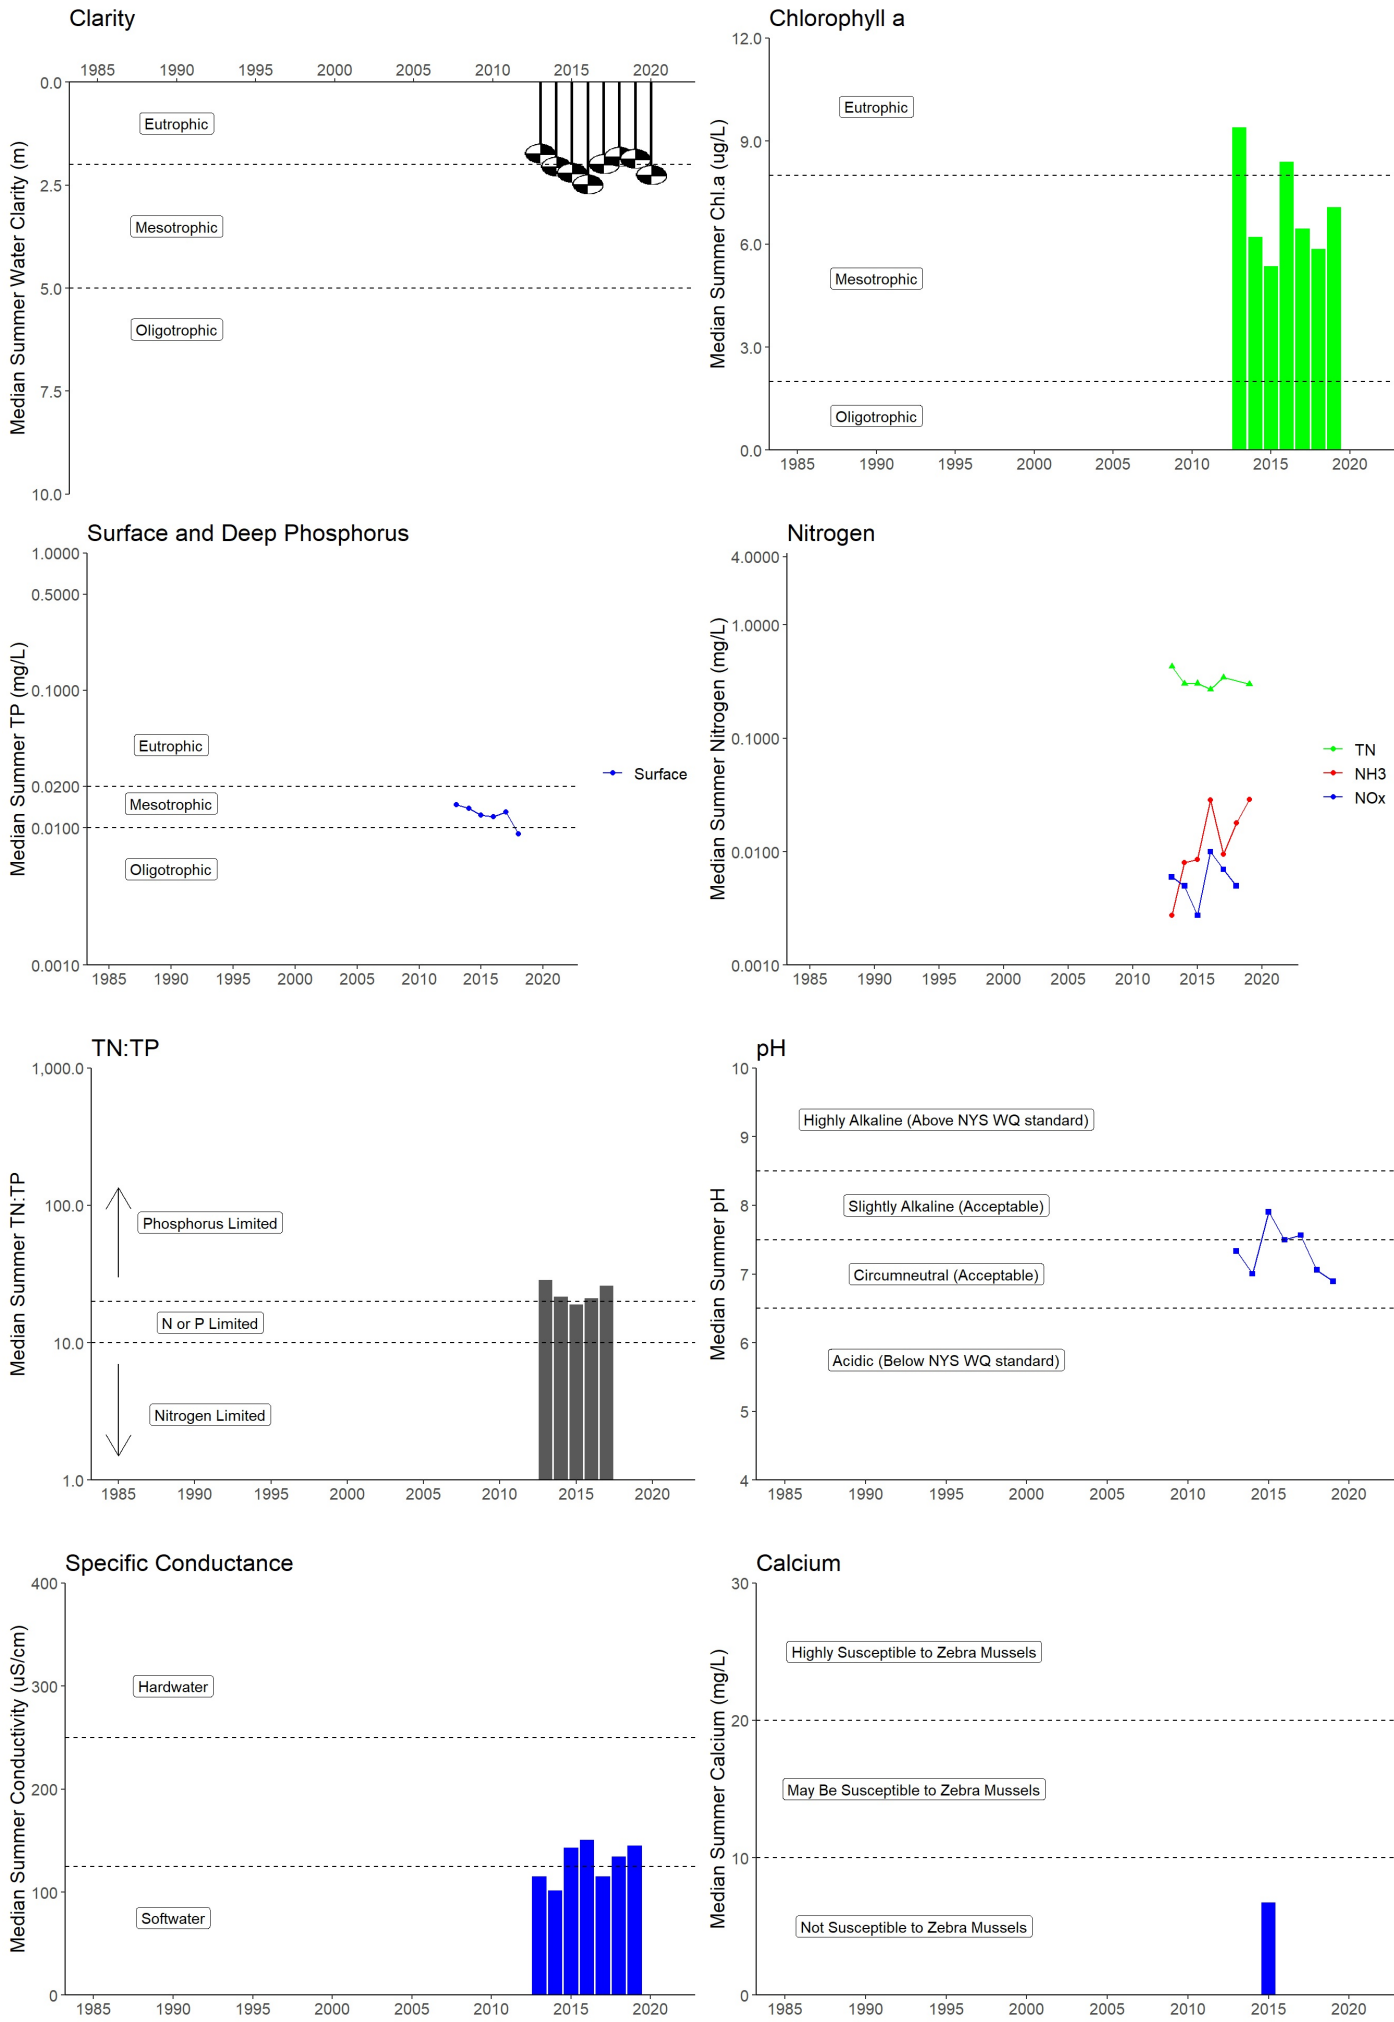 Clarity
1985 1990 1995 2000 2005 2010 2015 2020
Median Summer Water Clarity (m)
0.0
2.5
5.0
7.5
10.0
Eutrophic
Mesotrophic
Oligotrophic
Chlorophyll a
Median Summer Chl.a (ug/L)
12.0
9.0
6.0
3.0
0.0
Eutrophic
Mesotrophic
Oligotrophic
1985 1990 1995 2000 2005 2010 2015 2020
Surface and Deep Phosphorus
Median Summer TP (mg/L)
1.0000
0.5000
0.1000
0.0200
0.0100
0.0010
Eutrophic
Mesotrophic
Oligotrophic
1985 1990 1995 2000 2005 2010 2015 2020
Surface
Nitrogen
Median Summer Nitrogen (mg/L)
4.0000
1.0000
0.1000
0.0100
0.0010
1985 1990 1995 2000 2005 2010 2015 2020
TN
NH3
NOx
TN:TP
Median Summer TN:TP
1,000.0
100.0
10.0
1.0
Phosphorus Limited
N or P Limited
Nitrogen Limited
1985 1990 1995 2000 2005 2010 2015 2020
pH
Median Summer pH
10
9
8
7
6
5
4
Highly Alkaline (Above NYS WQ standard)
Slightly Alkaline (Acceptable)
Circumneutral (Acceptable)
Acidic (Below NYS WQ standard)
1985 1990 1995 2000 2005 2010 2015 2020
Specific Conductance
Median Summer Conductivity (uS/cm)
400
300
200
100
0
Hardwater
Softwater
1985 1990 1995 2000 2005 2010 2015 2020
Calcium
Median Summer Calcium (mg/L)
30
20
10
0
Highly Susceptible to Zebra Mussels
May Be Susceptible to Zebra Mussels
Not Susceptible to Zebra Mussels
1985 1990 1995 2000 2005 2010 2015 2020